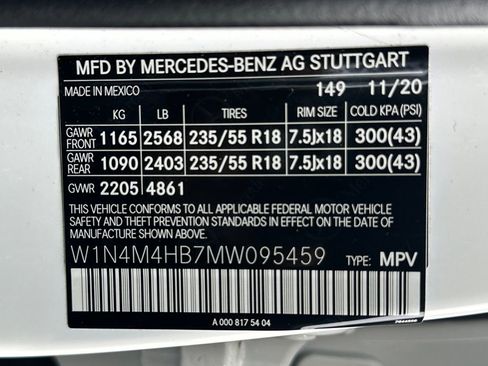 MFD BY MERCEDES-BENZ AG STUTTGART
MADE IN MEXICO 149 11/20
KG LB TIRES RIM SIZE COLD KPA (PSI)
GAWR FRONT 1165 2568 235/55 R18 7.5Jx18 300(43)
GAWR REAR 1090 2403 235/55 R18 7.5Jx18 300(43)
GVWR 2205 4861
THIS VEHICLE CONFORMS TO ALL APPLICABLE FEDERAL MOTOR VEHICLE
SAFETY AND THEFT PREVENTION STANDARDS IN EFFECT ON THE
DATE OF MANUFACTURE SHOWN ABOVE.
W1N4M4HB7MW095459 TYPE: MPV
A 000 817 54 04